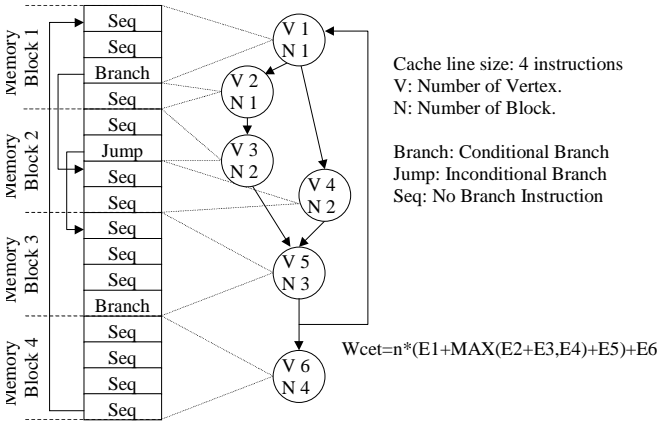 Memory
Block 1
Memory
Block 2
Memory
Block 3
Memory
Block 4
Seq
Seq
Branch
Seq
Seq
Jump
Seq
Seq
Seq
Seq
Seq
Branch
Seq
Seq
Seq
Seq
V 1
N 1
V 2
N 1
V 3
N 2
V 4
N 2
V 5
N 3
V 6
N 4
Cache line size: 4 instructions
V: Number of Vertex.
N: Number of Block.
Branch: Conditional Branch
Jump: Inconditional Branch
Seq: No Branch Instruction
Wcet=n*(E1+MAX(E2+E3,E4)+E5)+E6